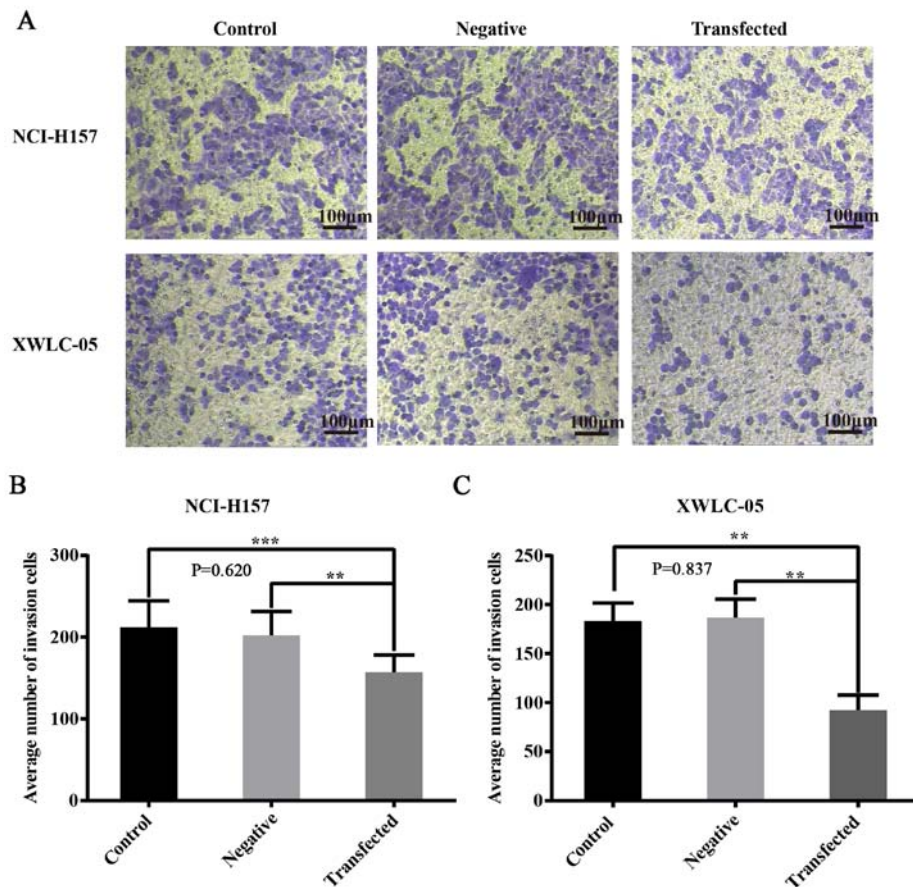 A
Control Negative Transfected
NCI-H157
100μm 100μm 100μm
XWLC-05
100μm 100μm 100μm
B
NCI-H157
Average number of invasion cells
300
200
100
0
***
P=0.620
**
Control
Negative
Transfected
C
XWLC-05
Average number of invasion cells
250
200
150
100
50
0
**
P=0.837
**
Control
Negative
Transfected